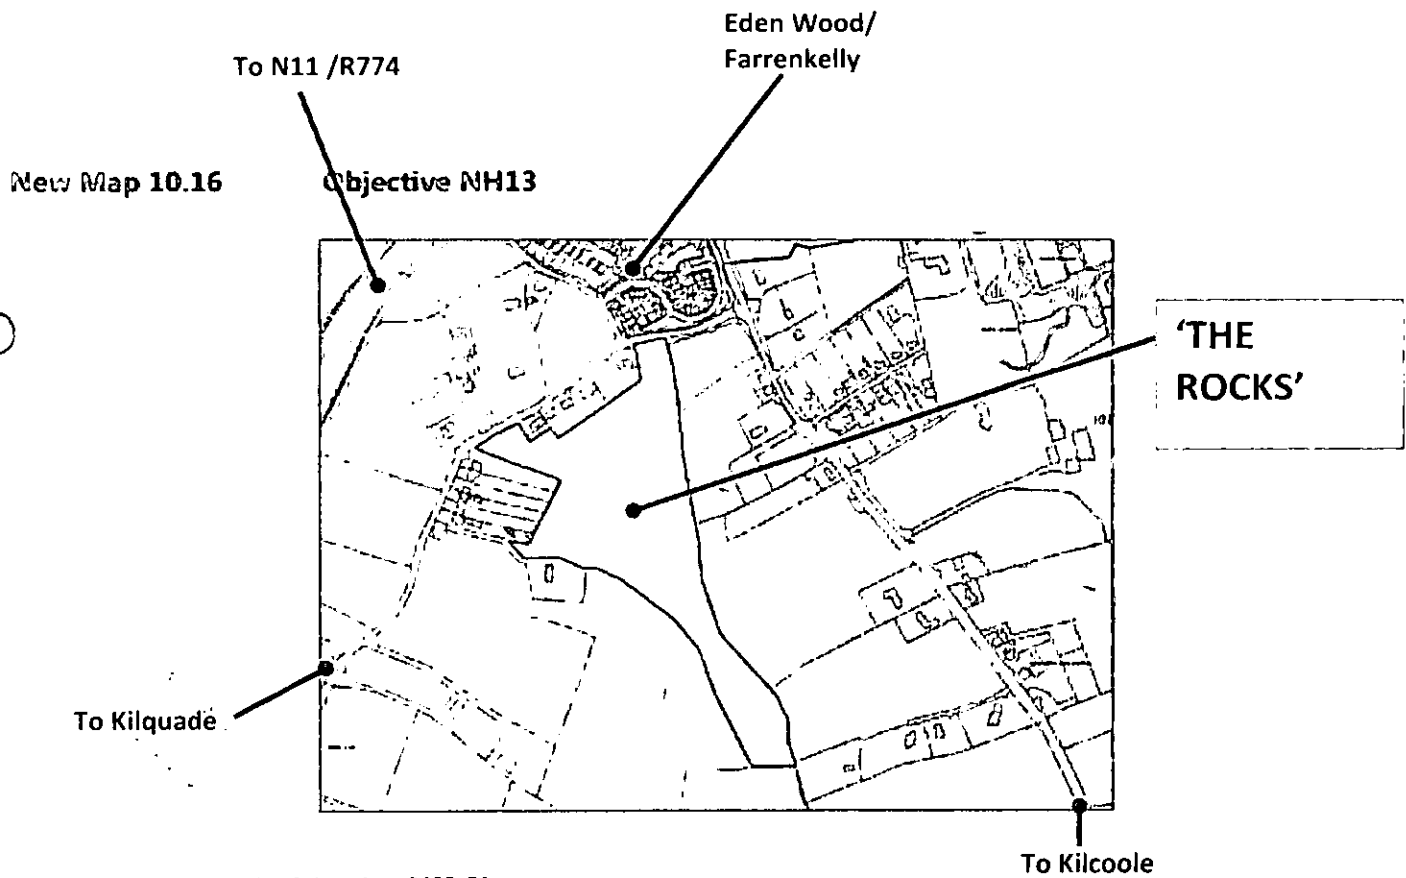 Eden Wood/
Farrenkelly
To N11 /R774
New Map 10.16 Objective NH13
'THE
ROCKS'
To Kilquade
To Kilcoole